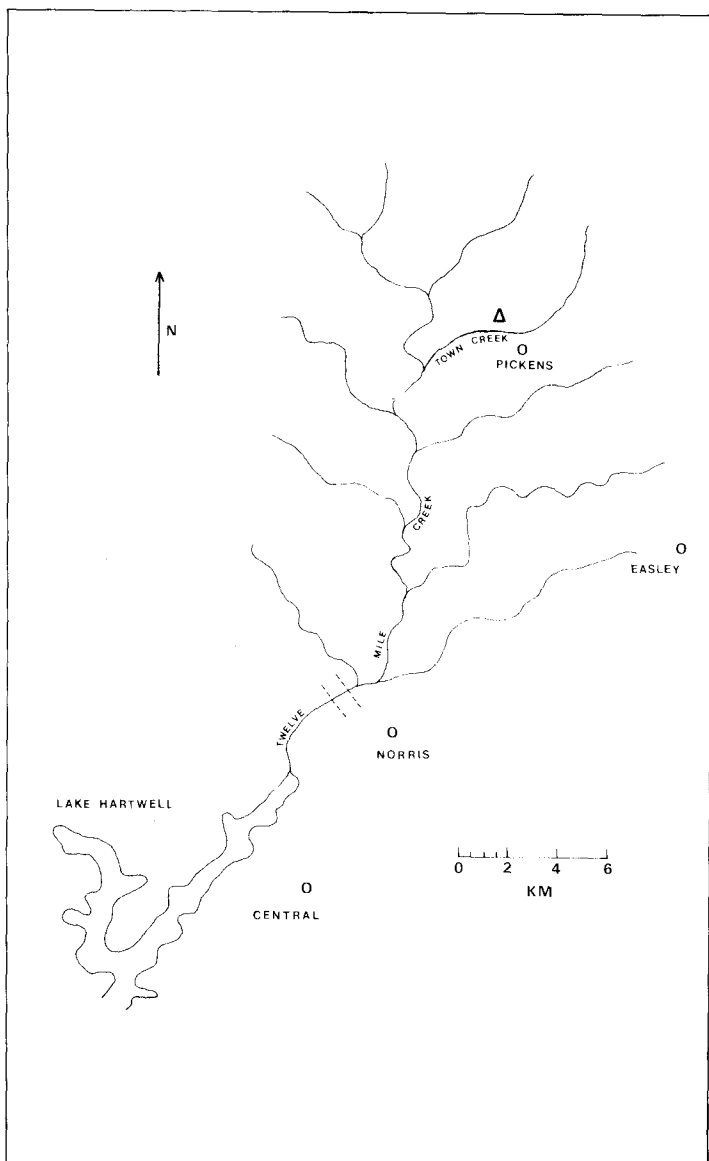 N
TOWN CREEK
PICKENS
CREEK
EASLEY
MILE
TWELVE
NORRIS
LAKE HARTWELL
0 2 4 6
KM
CENTRAL